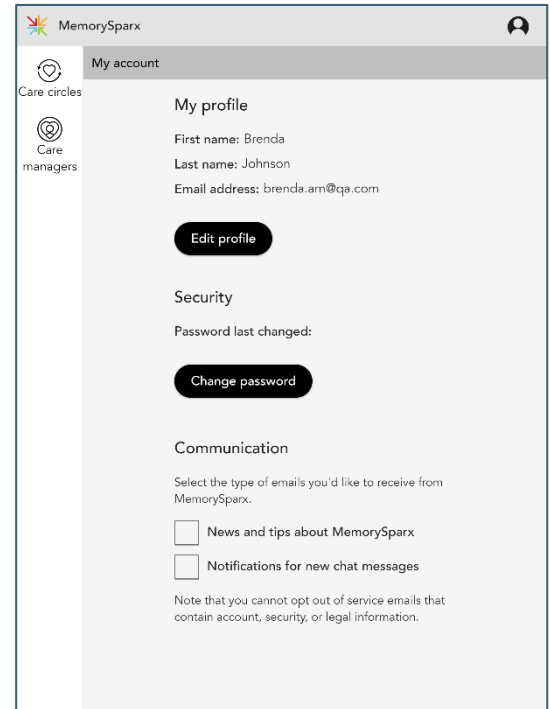 MemorySparx
My account
Care circles
Care
managers
My profile
First name: Brenda
Last name: Johnson
Email address: brenda.am@qa.com
Edit profile
Security
Password last changed:
Change password
Communication
Select the type of emails you'd like to receive from
MemorySparx.
News and tips about MemorySparx
Notifications for new chat messages
Note that you cannot opt out of service emails that
contain account, security, or legal information.